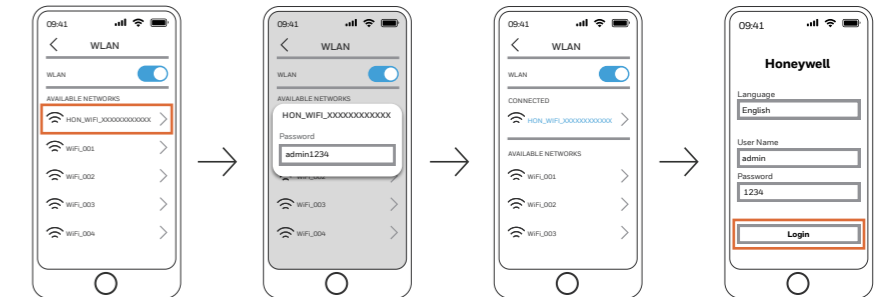 09:41
WLAN
WLAN
AVAILABLE NETWORKS
HON_WIFI_XXXXXXXXXXXX
WiFi_001
WiFi_002
WiFi_003
WiFi_004
09:41
WLAN
WLAN
AVAILABLE NETWORKS
HON_WIFI_XXXXXXXXXXXX
Password
admin1234
WiFi_003
WiFi_004
09:41
WLAN
WLAN
CONNECTED
HON_WIFI_XXXXXXXXXXXX
AVAILABLE NETWORKS
WiFi_001
WiFi_002
WiFi_003
09:41
Honeywell
Language
English
User Name
admin
Password
1234
Login